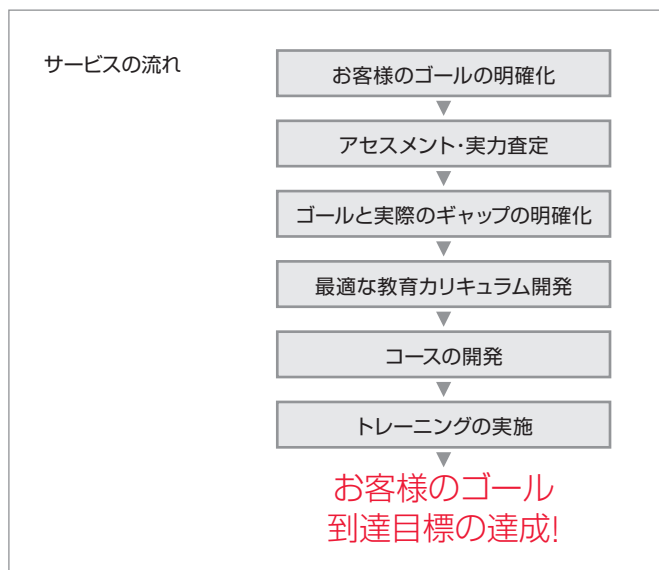 サービスの流れ
お客様のゴールの明確化
アセスメント・実力査定
ゴールと実際のギャップの明確化
最適な教育カリキュラム開発
コースの開発
トレーニングの実施
お客様のゴール
到達目標の達成!